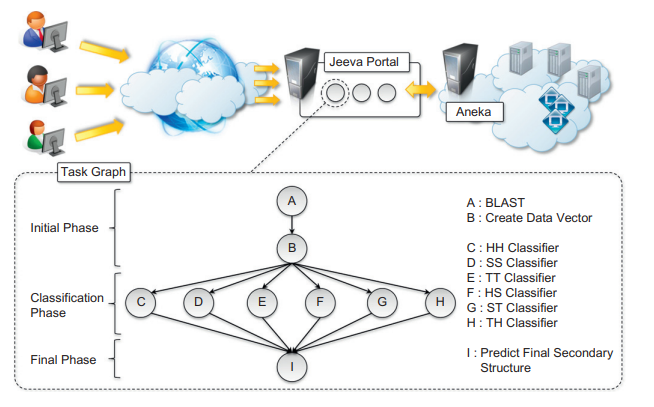 Jeeva Portal
Aneka
Task Graph
Initial Phase
Classification
Phase
Final Phase
A
B
C
D
E
F
G
H
I
A : BLAST
B : Create Data Vector
C : HH Classifier
D : SS Classifier
E : TT Classifier
F : HS Classifier
G : ST Classifier
H : TH Classifier
I : Predict Final Secondary
Structure